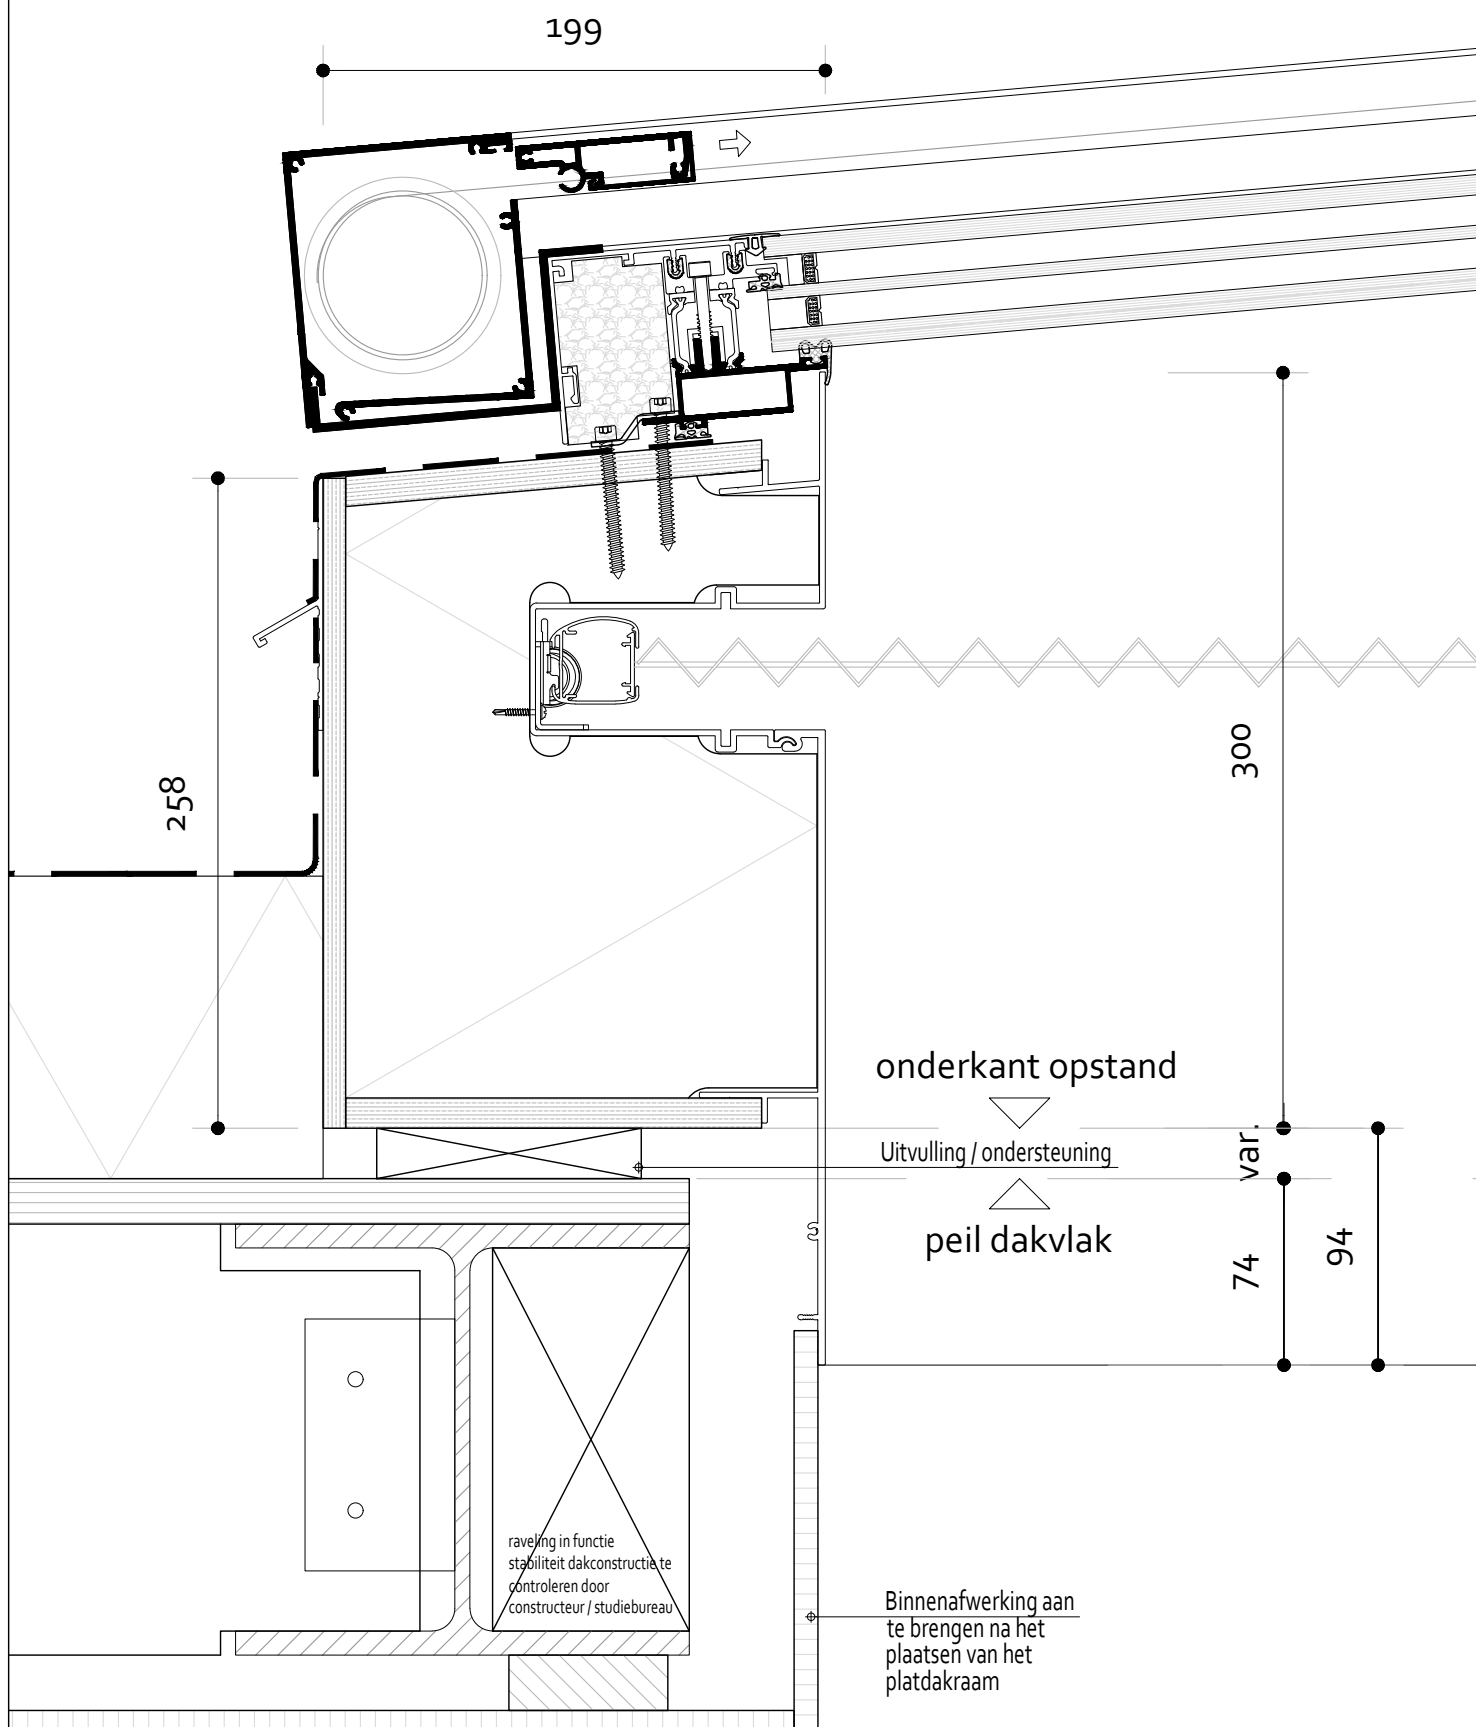 199
258
300
onderkant opstand
Uitvulling / ondersteuning
var.
peil dakvlak
74
94
raveling in functie
stabiliteit dakconstructie te
controleren door
constructeur / studiebureau
Binnenafwerking aan
te brengen na het
plaatsen van het
platdakraam